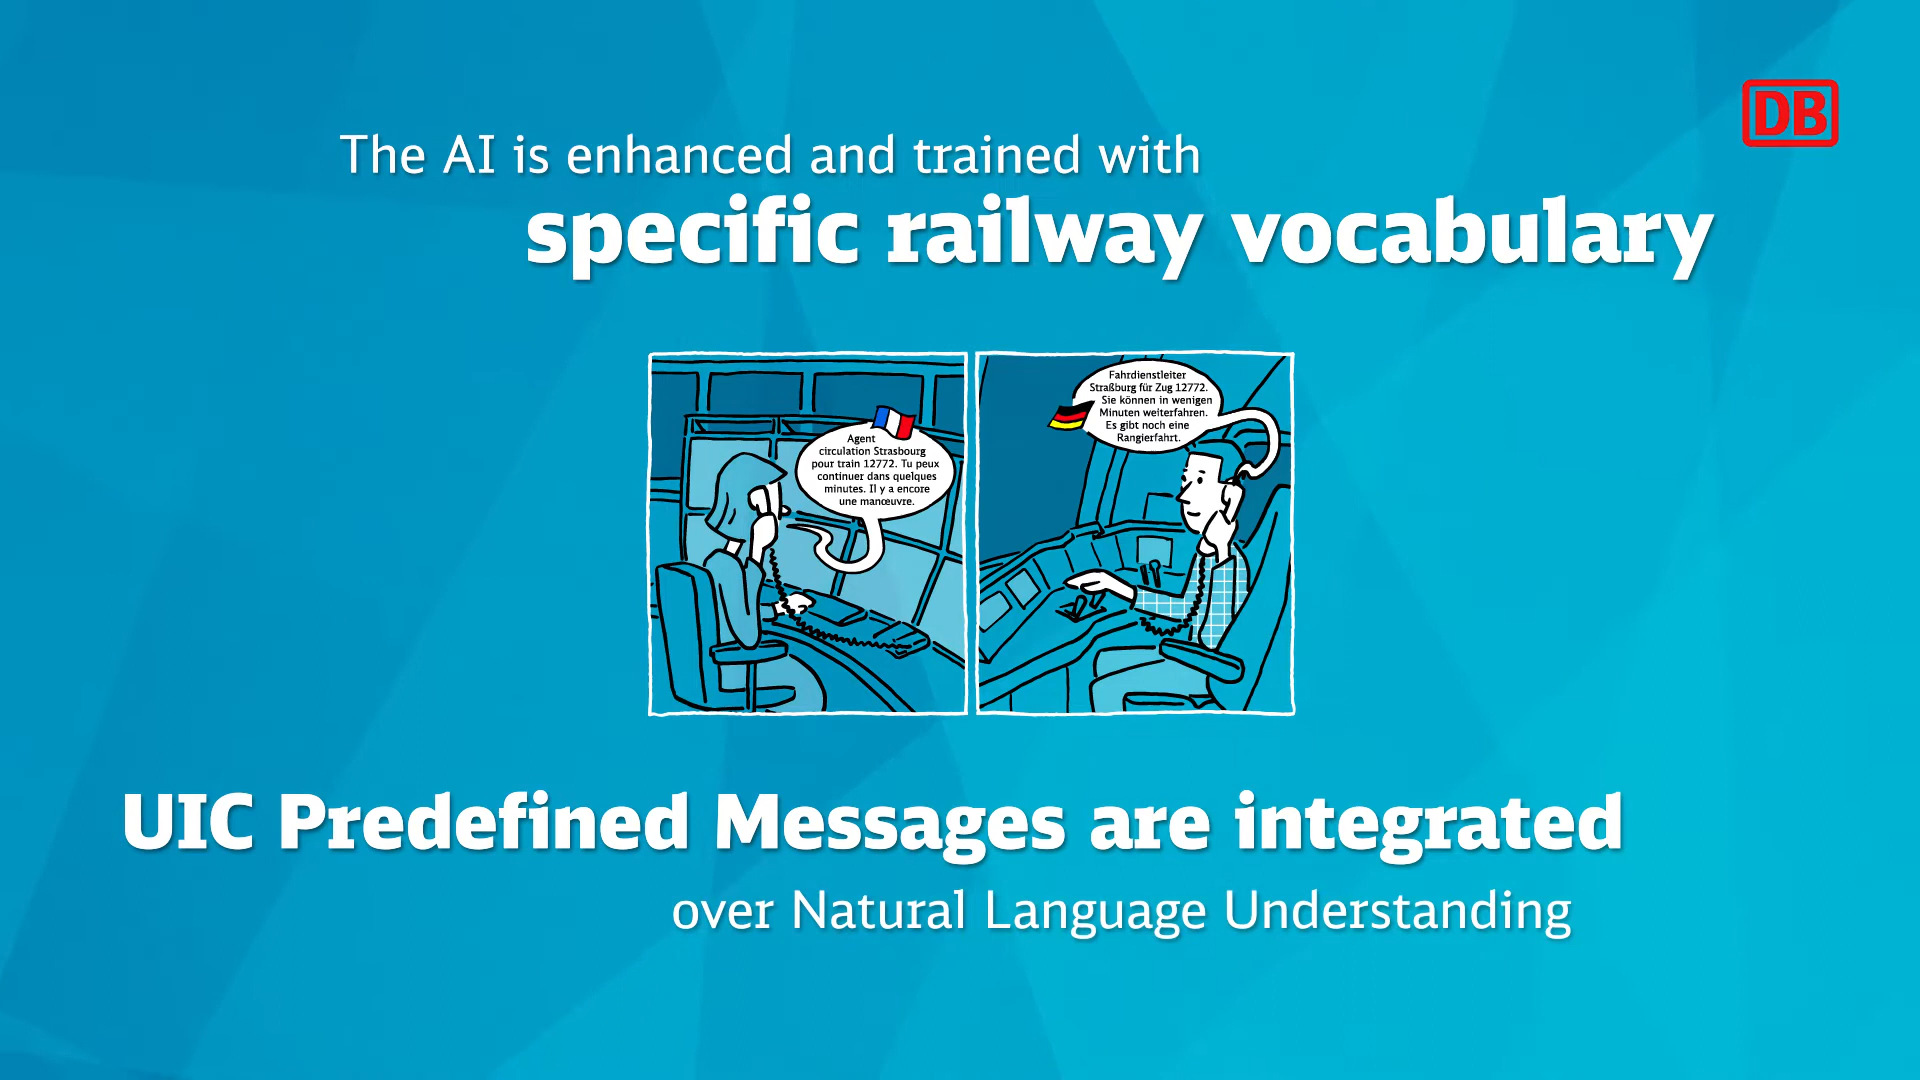 DB
The AI is enhanced and trained with
specific railway vocabulary
Agent
circulation Strasbourg
pour train 12772. Tu peux
continuer dans quelques
minutes. Il y a encore
une manœuvre.
Fahrdienstleiter
Straßburg für Zug 12772.
Sie können in wenigen
Minuten weiterfahren.
Es gibt noch eine
Rangierfahrt.
UIC Predefined Messages are integrated
over Natural Language Understanding